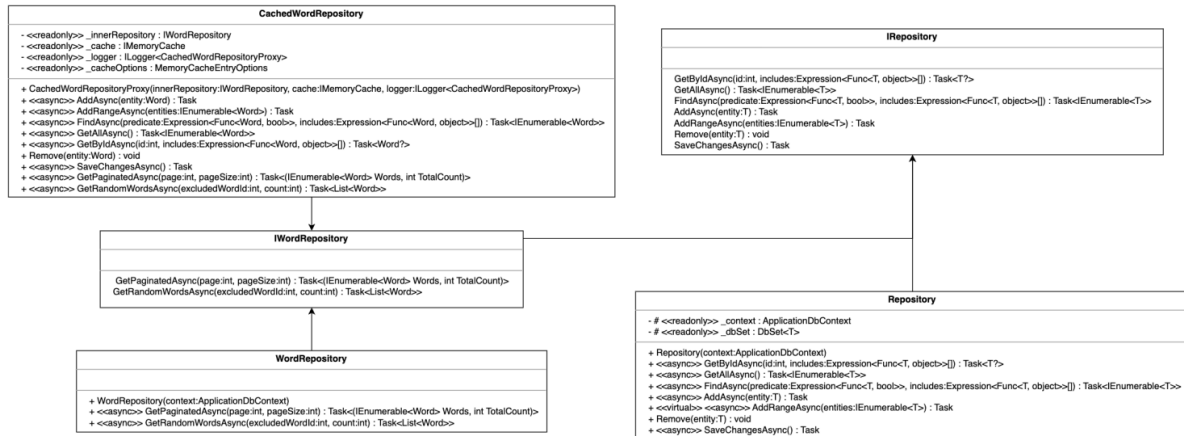 CachedWordRepository
- <<readonly>> _innerRepository : IWordRepository
- <<readonly>> _cache : IMemoryCache
- <<readonly>> _logger : ILogger<CachedWordRepositoryProxy>
- <<readonly>> _cacheOptions : MemoryCacheEntryOptions
+ CachedWordRepositoryProxy(innerRepository:IWordRepository, cache:IMemoryCache, logger:ILogger<CachedWordRepositoryProxy>)
+ <<async>> AddAsync(entity:Word) : Task
+ <<async>> AddRangeAsync(entities:IEnumerable<Word>) : Task
+ <<async>> FindAsync(predicate:Expression<Func<Word, bool>>, includes:Expression<Func<Word, object>>[]) : Task<IEnumerable<Word>>
+ <<async>> GetAllAsync() : Task<IEnumerable<Word>>
+ <<async>> GetByIdAsync(id:int, includes:Expression<Func<Word, object>>[]) : Task<Word?>
+ Remove(entity:Word) : void
+ <<async>> SaveChangesAsync() : Task
+ <<async>> GetPaginatedAsync(page:int, pageSize:int) : Task<(IEnumerable<Word> Words, int TotalCount)>
+ <<async>> GetRandomWordsAsync(excludedWordId:int, count:int) : Task<List<Word>>
IRepository
GetByIdAsync(id:int, includes:Expression<Func<T, object>>[]) : Task<T?>
GetAllAsync() : Task<IEnumerable<T>>
FindAsync(predicate:Expression<Func<T, bool>>, includes:Expression<Func<T, object>>[]) : Task<IEnumerable<T>>
AddAsync(entity:T) : Task
AddRangeAsync(entities:IEnumerable<T>) : Task
Remove(entity:T) : void
SaveChangesAsync() : Task
IWordRepository
GetPaginatedAsync(page:int, pageSize:int) : Task<(IEnumerable<Word> Words, int TotalCount)>
GetRandomWordsAsync(excludedWordId:int, count:int) : Task<List<Word>>
WordRepository
+ WordRepository(context:ApplicationDbContext)
+ <<async>> GetPaginatedAsync(page:int, pageSize:int) : Task<(IEnumerable<Word> Words, int TotalCount)>
+ <<async>> GetRandomWordsAsync(excludedWordId:int, count:int) : Task<List<Word>>
Repository
- # <<readonly>> _context : ApplicationDbContext
- # <<readonly>> _dbSet : DbSet<T>
+ Repository(context:ApplicationDbContext)
+ <<async>> GetByIdAsync(id:int, includes:Expression<Func<T, object>>[]) : Task<T?>
+ <<async>> GetAllAsync() : Task<IEnumerable<T>>
+ <<async>> FindAsync(predicate:Expression<Func<T, bool>>, includes:Expression<Func<T, object>>[]) : Task<IEnumerable<T>>
+ <<async>> AddAsync(entity:T) : Task
+ <<virtual>> <<async>> AddRangeAsync(entities:IEnumerable<T>) : Task
+ Remove(entity:T) : void
+ <<async>> SaveChangesAsync() : Task